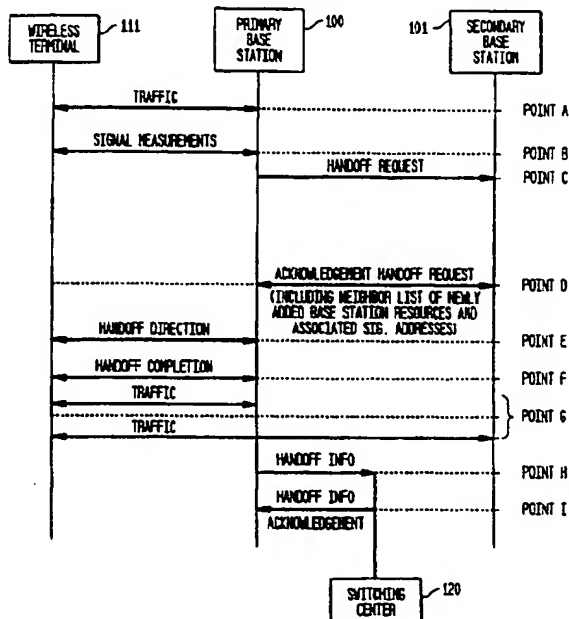 WIRELESS
TERMINAL
111
PRIMARY
BASE
STATION
100
101
SECONDARY
BASE
STATION
TRAFFIC
POINT A
SIGNAL MEASUREMENTS
POINT B
HANDOFF REQUEST
POINT C
ACKNOWLEDGEMENT HANDOFF REQUEST
POINT D
(INCLUDING NEIGHBOR LIST OF NEWLY
ADDED BASE STATION RESOURCES AND
ASSOCIATED SIG. ADDRESSES)
HANDOFF DIRECTION
POINT E
HANDOFF COMPLETION
POINT F
TRAFFIC
POINT G
TRAFFIC
HANDOFF INFO
POINT H
HANDOFF INFO
POINT I
ACKNOWLEDGEMENT
SWITCHING
CENTER
120